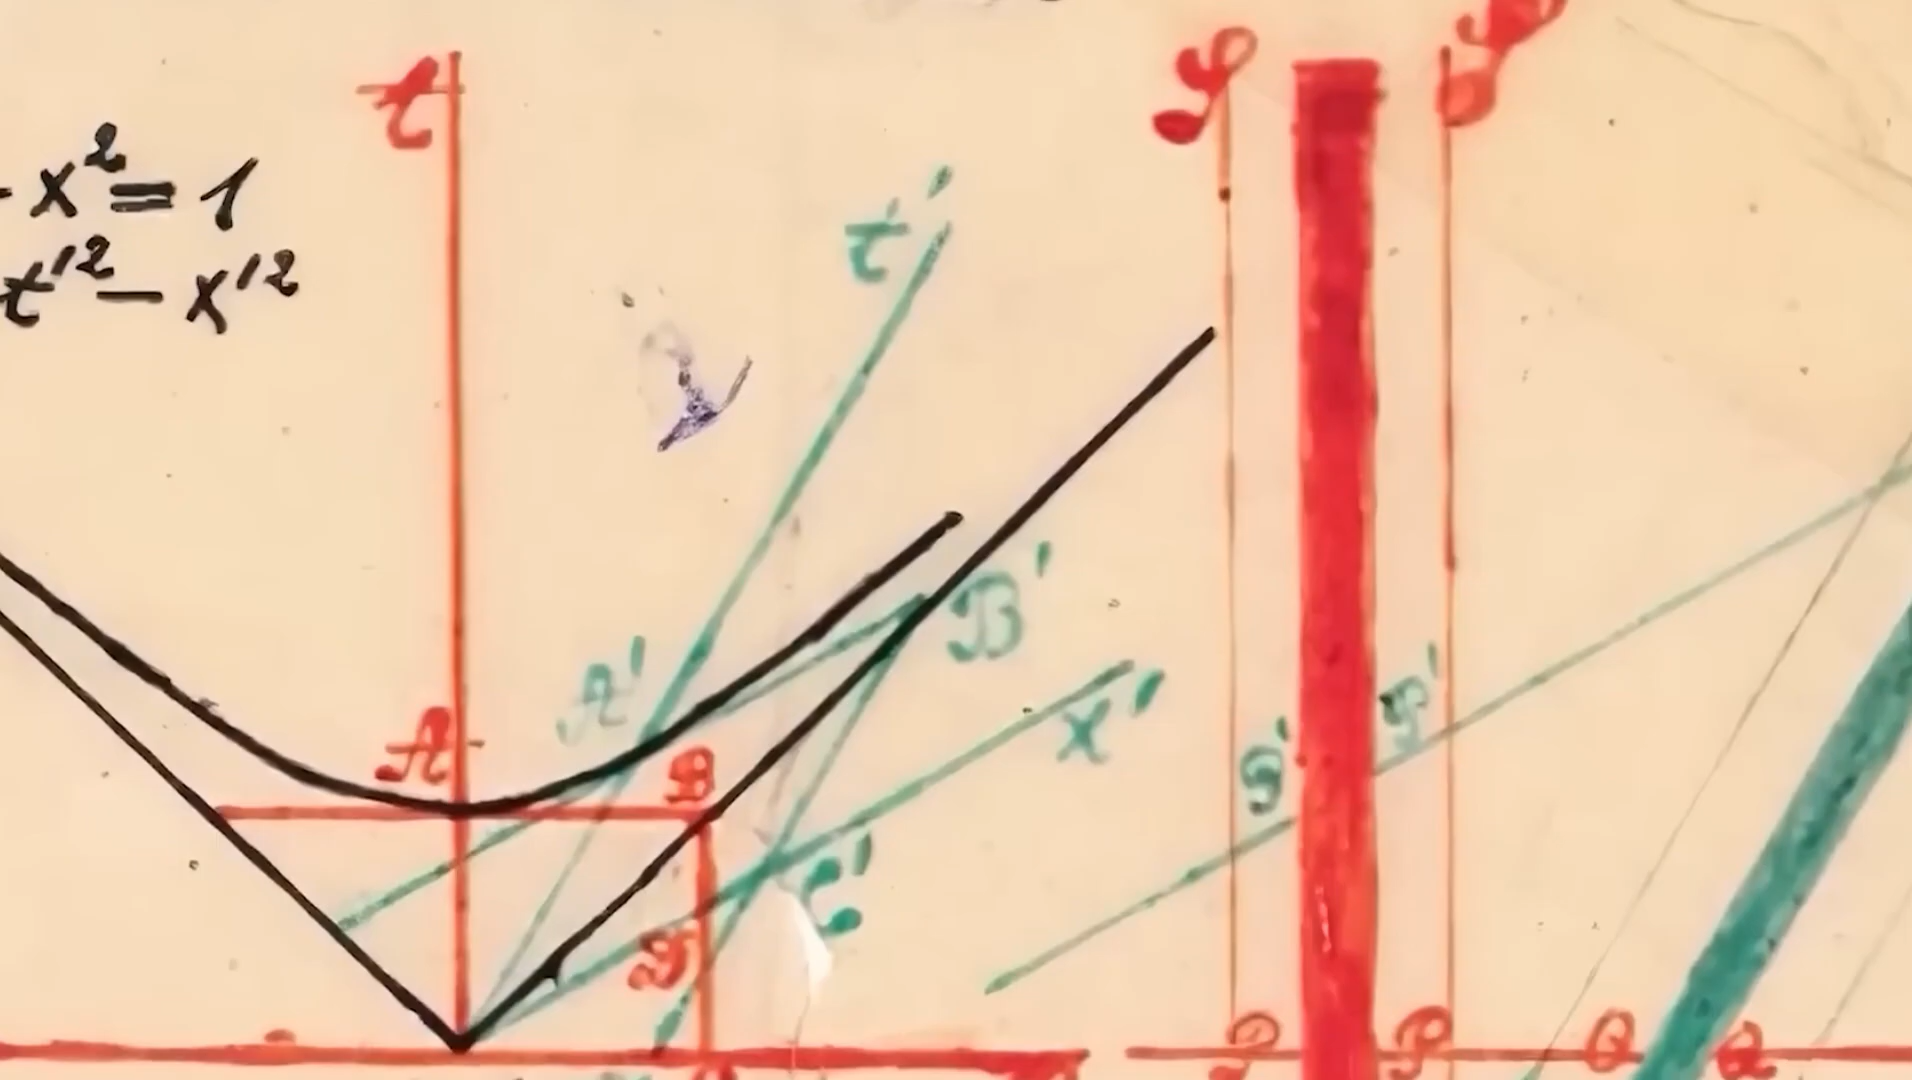 t
- x² = 1
t'² - x'²
t'
A'
B'
A
B
x'
P'
P'
C'
D
P
P
Q
Q